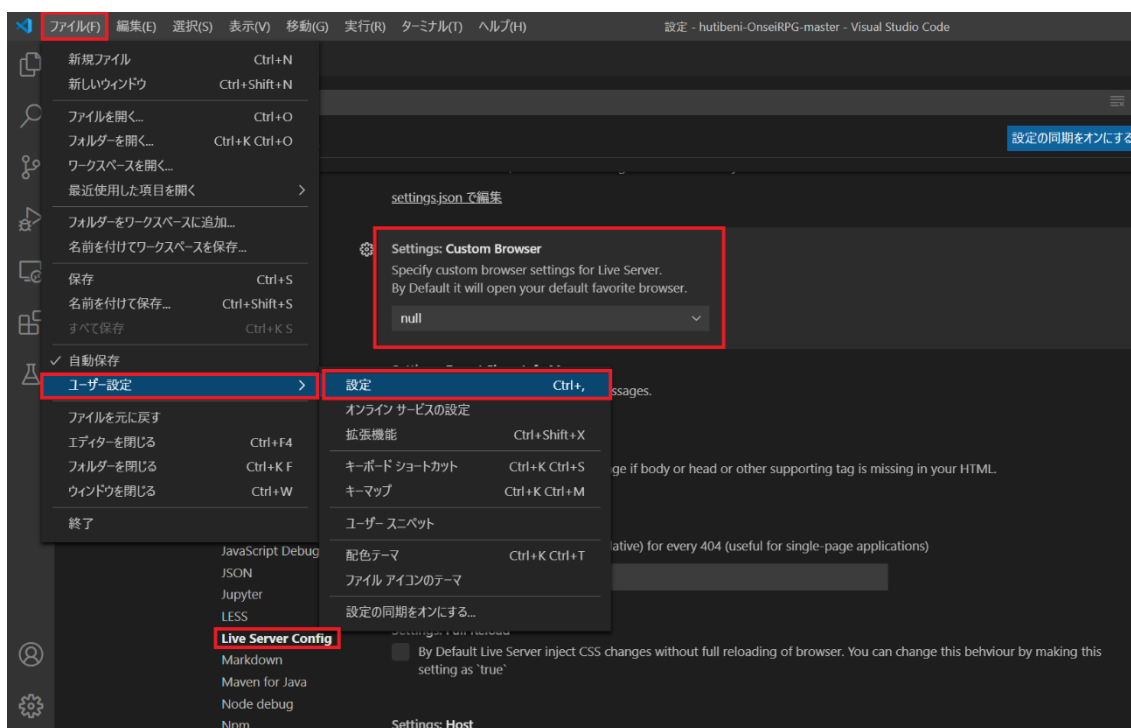 ファイル(F) 編集(E) 選択(S) 表示(V) 移動(G) 実行(R) ターミナル(T) ヘルプ(H) 設定 - hutibeni-OnseiRPG-master - Visual Studio Code
新規ファイル Ctrl+N
新しいウィンドウ Ctrl+Shift+N
ファイルを開く... Ctrl+O
フォルダーを開く... Ctrl+K Ctrl+O
ワークスペースを開く...
最近使用した項目を開く
フォルダーをワークスペースに追加...
名前を付けてワークスペースを保存...
保存 Ctrl+S
名前を付けて保存... Ctrl+Shift+S
すべて保存 Ctrl+K S
自動保存
ユーザー設定
ファイルを元に戻す
エディターを閉じる Ctrl+F4
フォルダーを閉じる Ctrl+K F
ウィンドウを閉じる Ctrl+W
終了
設定 Ctrl+,
オンライン サービスの設定
拡張機能 Ctrl+Shift+X
キーボード ショートカット Ctrl+K Ctrl+S
キーマップ Ctrl+K Ctrl+M
ユーザー スニペット
配色テーマ Ctrl+K Ctrl+T
ファイル アイコンのテーマ
設定の同期をオンにする...
設定の同期をオンにする
settings.json で編集
Settings: Custom Browser
Specify custom browser settings for Live Server.
By Default it will open your default favorite browser.
null
ssages.
ge if body or head or other supporting tag is missing in your HTML.
lative) for every 404 (useful for single-page applications)
By Default Live Server inject CSS changes without full reloading of browser. You can change this behviour by making this
setting as `true`
Settings: Host
JavaScript Debug
JSON
Jupyter
LESS
Live Server Config
Markdown
Maven for Java
Node debug
Npm